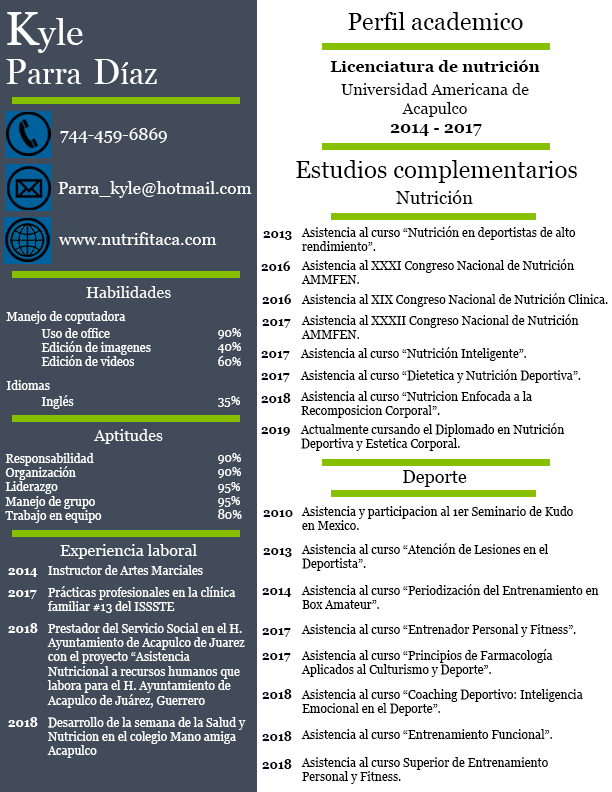 Kyle
Parra Díaz
744-459-6869
Parra_kyle@hotmail.com
www.nutrifitaca.com
Habilidades
Manejo de coputadora
Uso de office 90%
Edición de imagenes 40%
Edición de videos 60%
Idiomas
Inglés 35%
Aptitudes
Responsabilidad 90%
Organización 90%
Liderazgo 95%
Manejo de grupo 95%
Trabajo en equipo 80%
Experiencia laboral
2014 Instructor de Artes Marciales
2017 Prácticas profesionales en la clínica
familiar #13 del ISSSTE
2018 Prestador del Servicio Social en el H.
Ayuntamiento de Acapulco de Juarez
con el proyecto “Asistencia
Nutricional a recursos humanos que
labora para el H. Ayuntamiento de
Acapulco de Juárez, Guerrero
2018 Desarrollo de la semana de la Salud y
Nutricion en el colegio Mano amiga
Acapulco
Perfil academico
Licenciatura de nutrición
Universidad Americana de
Acapulco
2014 - 2017
Estudios complementarios
Nutrición
2013 Asistencia al curso “Nutrición en deportistas de alto
rendimiento”.
2016 Asistencia al XXXI Congreso Nacional de Nutrición
AMMFEN.
2016 Asistencia al XIX Congreso Nacional de Nutrición Clinica.
2017 Asistencia al XXXII Congreso Nacional de Nutrición
AMMFEN.
2017 Asistencia al curso “Nutrición Inteligente”.
2017 Asistencia al curso “Dietetica y Nutrición Deportiva”.
2018 Asistencia al curso “Nutricion Enfocada a la
Recomposicion Corporal”.
2019 Actualmente cursando el Diplomado en Nutrición
Deportiva y Estetica Corporal.
Deporte
2010 Asistencia y participacion al 1er Seminario de Kudo
en Mexico.
2013 Asistencia al curso “Atención de Lesiones en el
Deportista”.
2014 Asistencia al curso “Periodización del Entrenamiento en
Box Amateur”.
2017 Asistencia al curso “Entrenador Personal y Fitness”.
2017 Asistencia al curso “Principios de Farmacología
Aplicados al Culturismo y Deporte”.
2018 Asistencia al curso “Coaching Deportivo: Inteligencia
Emocional en el Deporte”.
2018 Asistencia al curso “Entrenamiento Funcional”.
2018 Asistencia al curso Superior de Entrenamiento
Personal y Fitness.